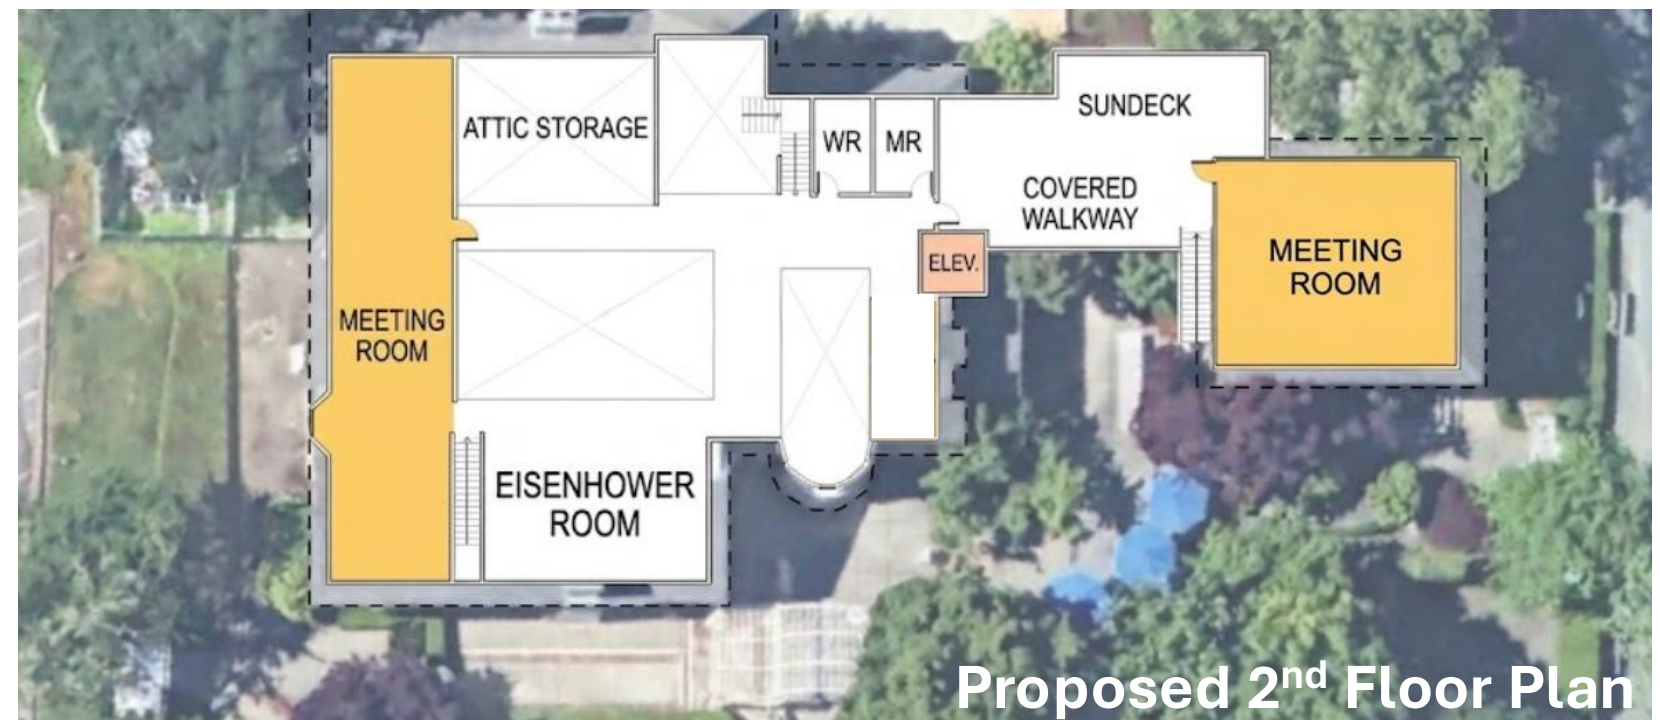 ATTIC STORAGE
WR
MR
SUNDECK
COVERED
WALKWAY
ELEV.
MEETING
ROOM
MEETING
ROOM
EISENHOWER
ROOM
Proposed 2nd Floor Plan